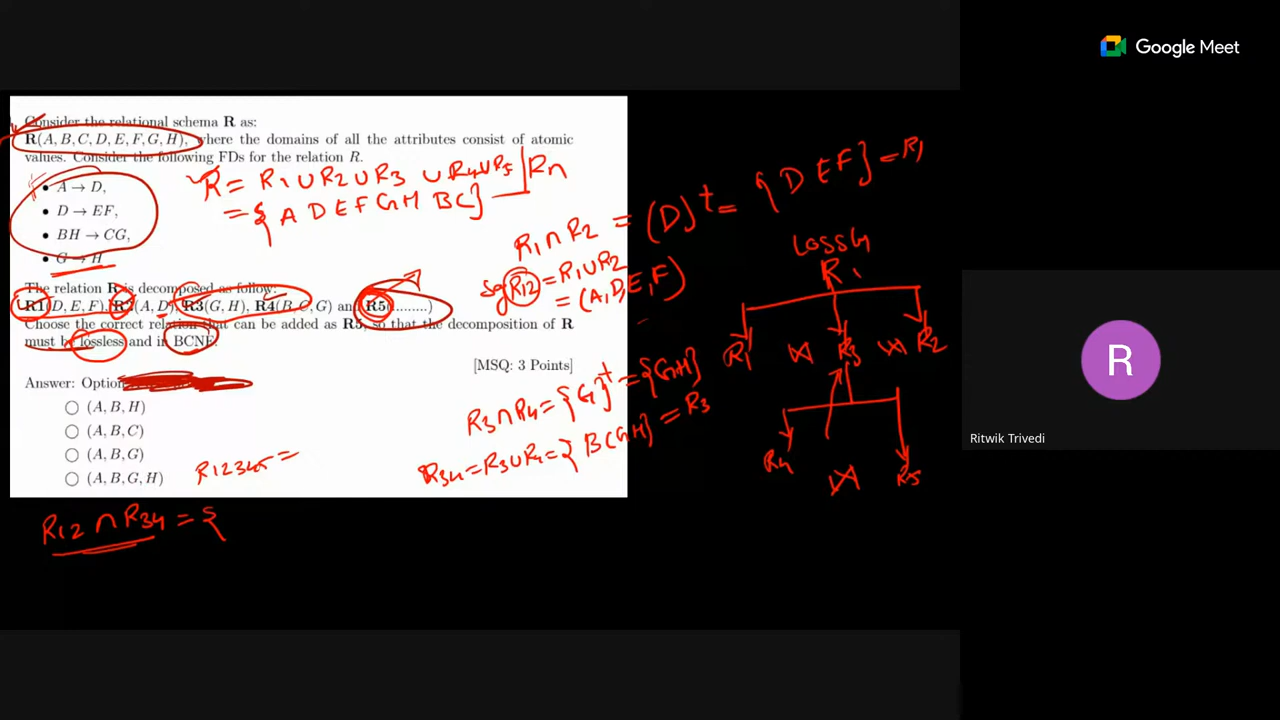 Google Meet
Consider the relational schema R as:
R(A, B, C, D, E, F, G, H), where the domains of all the attributes consist of atomic
values. Consider the following FDs for the relation R.
• A → D,
• D → EF,
• BH → CG,
• G → H
R = R1 ∪ R2 ∪ R3 ∪ R4 ∪ R5 Rn
= { A D E F G H B C }
R1 ∩ R2 = (D)+ = { D E F } = R1
R12 = R1 ∪ R2
= (A, D, E, F)
The relation R is decomposed as follow:
R1(D, E, F), R2(A, D), R3(G, H), R4(B, C, G) and R5(.........)
Choose the correct relation that can be added as R5, so that the decomposition of R
must be lossless and in BCNF.
[MSQ: 3 Points]
Answer: Option
(A, B, H)
(A, B, C)
(A, B, G)
(A, B, G, H)
R12345 =
R3 ∩ R4 = {G}+ = {GH}
R34 = R3 ∪ R4 = { B C G H } = R3
R12 ∩ R34 = {
R
R1 ⋈ R3 ⋈ R2
R4 ⋈ R5
R
Ritwik Trivedi